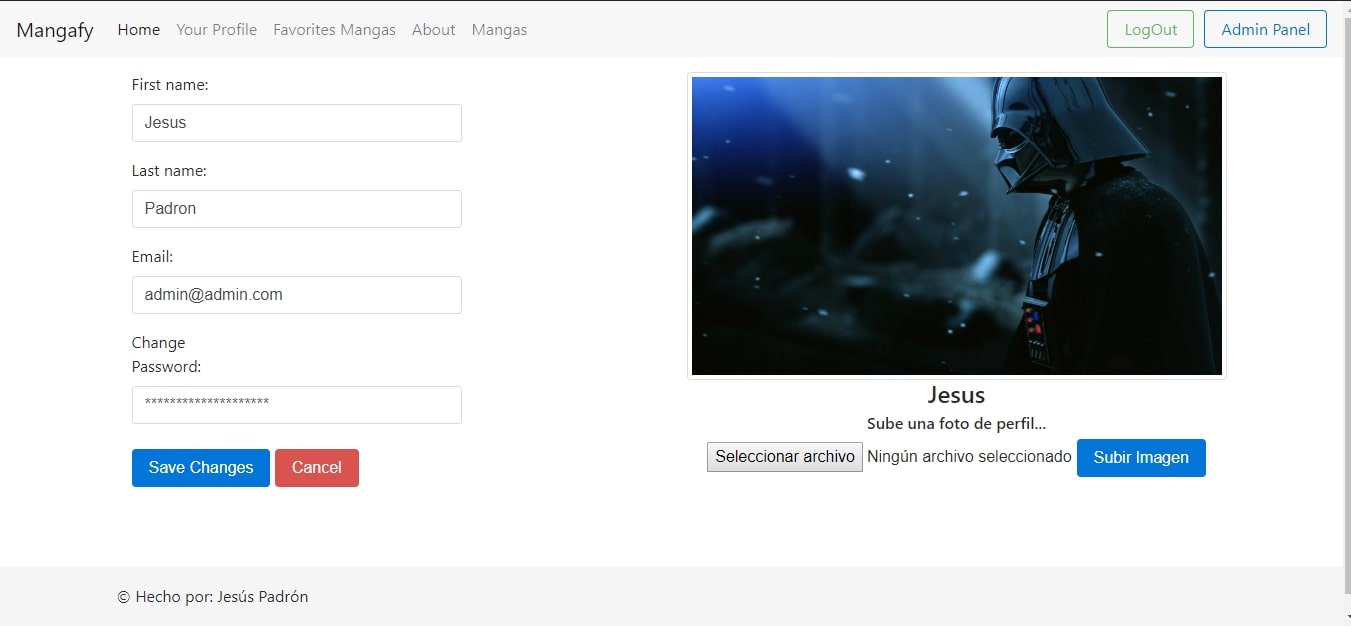 Mangafy Home Your Profile Favorites Mangas About Mangas LogOut Admin Panel
First name:
Jesus
Last name:
Padron
Email:
admin@admin.com
Change
Password:
********************
Save Changes Cancel
Jesus
Sube una foto de perfil...
Seleccionar archivo Ningún archivo seleccionado Subir Imagen
© Hecho por: Jesús Padrón